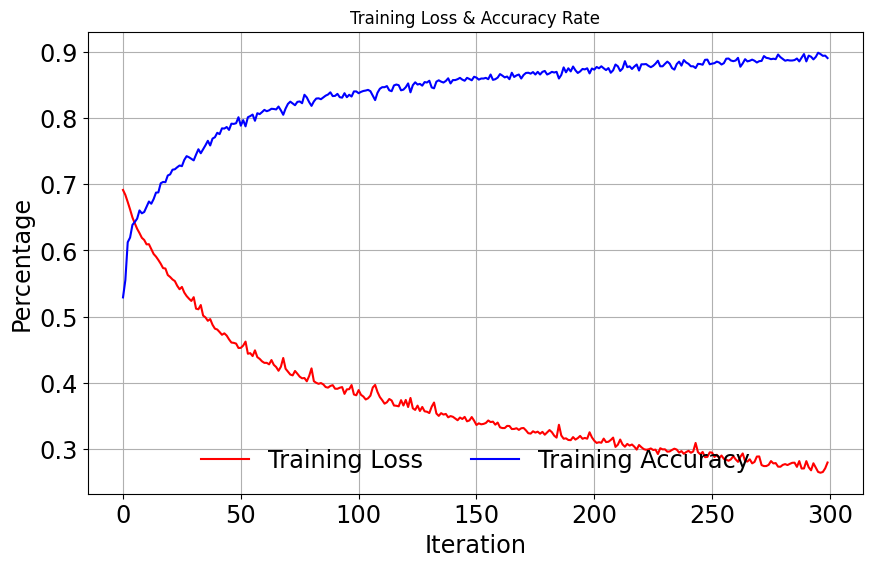 Training Loss & Accuracy Rate
0.9
0.8
0.7
0.6
0.5
0.4
0.3
Percentage
Training Loss Training Accuracy
0 50 100 150 200 250 300
Iteration